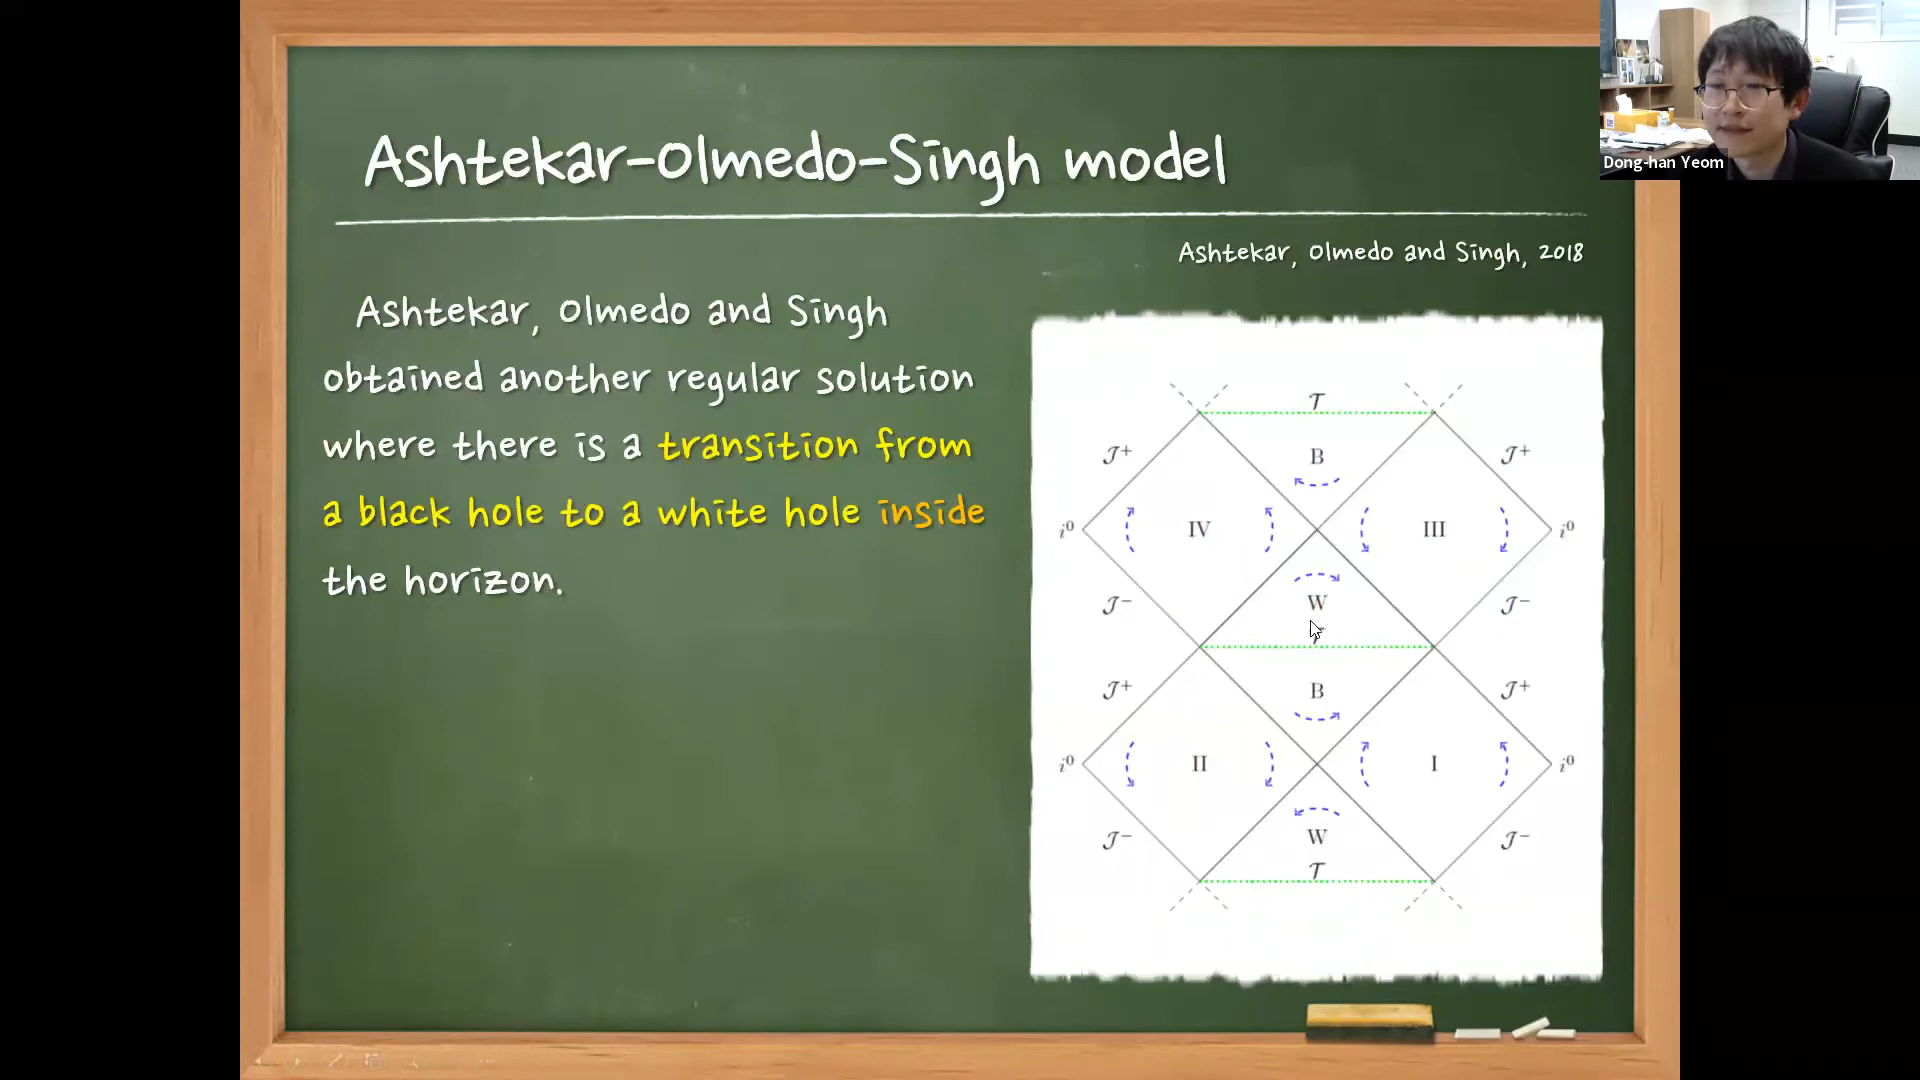 Ashtekar-Olmedo-Singh model
Dong-han Yeom
Ashtekar, Olmedo and Singh, 2018
Ashtekar, Olmedo and Singh
obtained another regular solution
where there is a transition from
a black hole to a white hole inside
the horizon.
𝒯
𝒥⁺ B 𝒥⁺
i⁰ IV III i⁰
𝒥⁻ W 𝒥⁻
𝒥⁺ B 𝒥⁺
i⁰ II I i⁰
𝒥⁻ W 𝒥⁻
𝒯